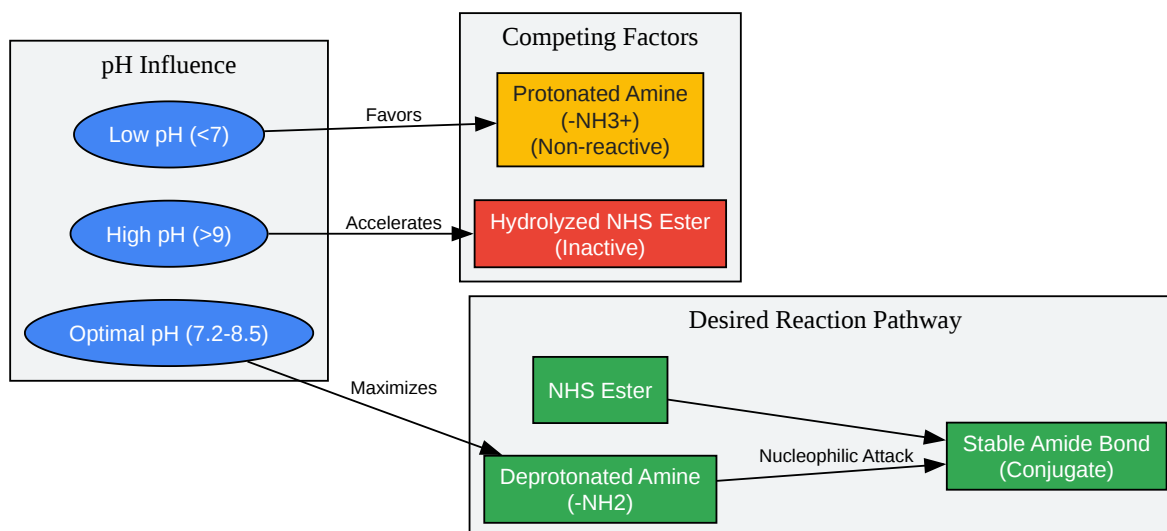 pH Influence
Low pH (<7)
High pH (>9)
Optimal pH (7.2-8.5)
Favors
Accelerates
Maximizes
Competing Factors
Protonated Amine
(-NH3+)
(Non-reactive)
Hydrolyzed NHS Ester
(Inactive)
Desired Reaction Pathway
NHS Ester
Deprotonated Amine
(-NH2)
Nucleophilic Attack
Stable Amide Bond
(Conjugate)